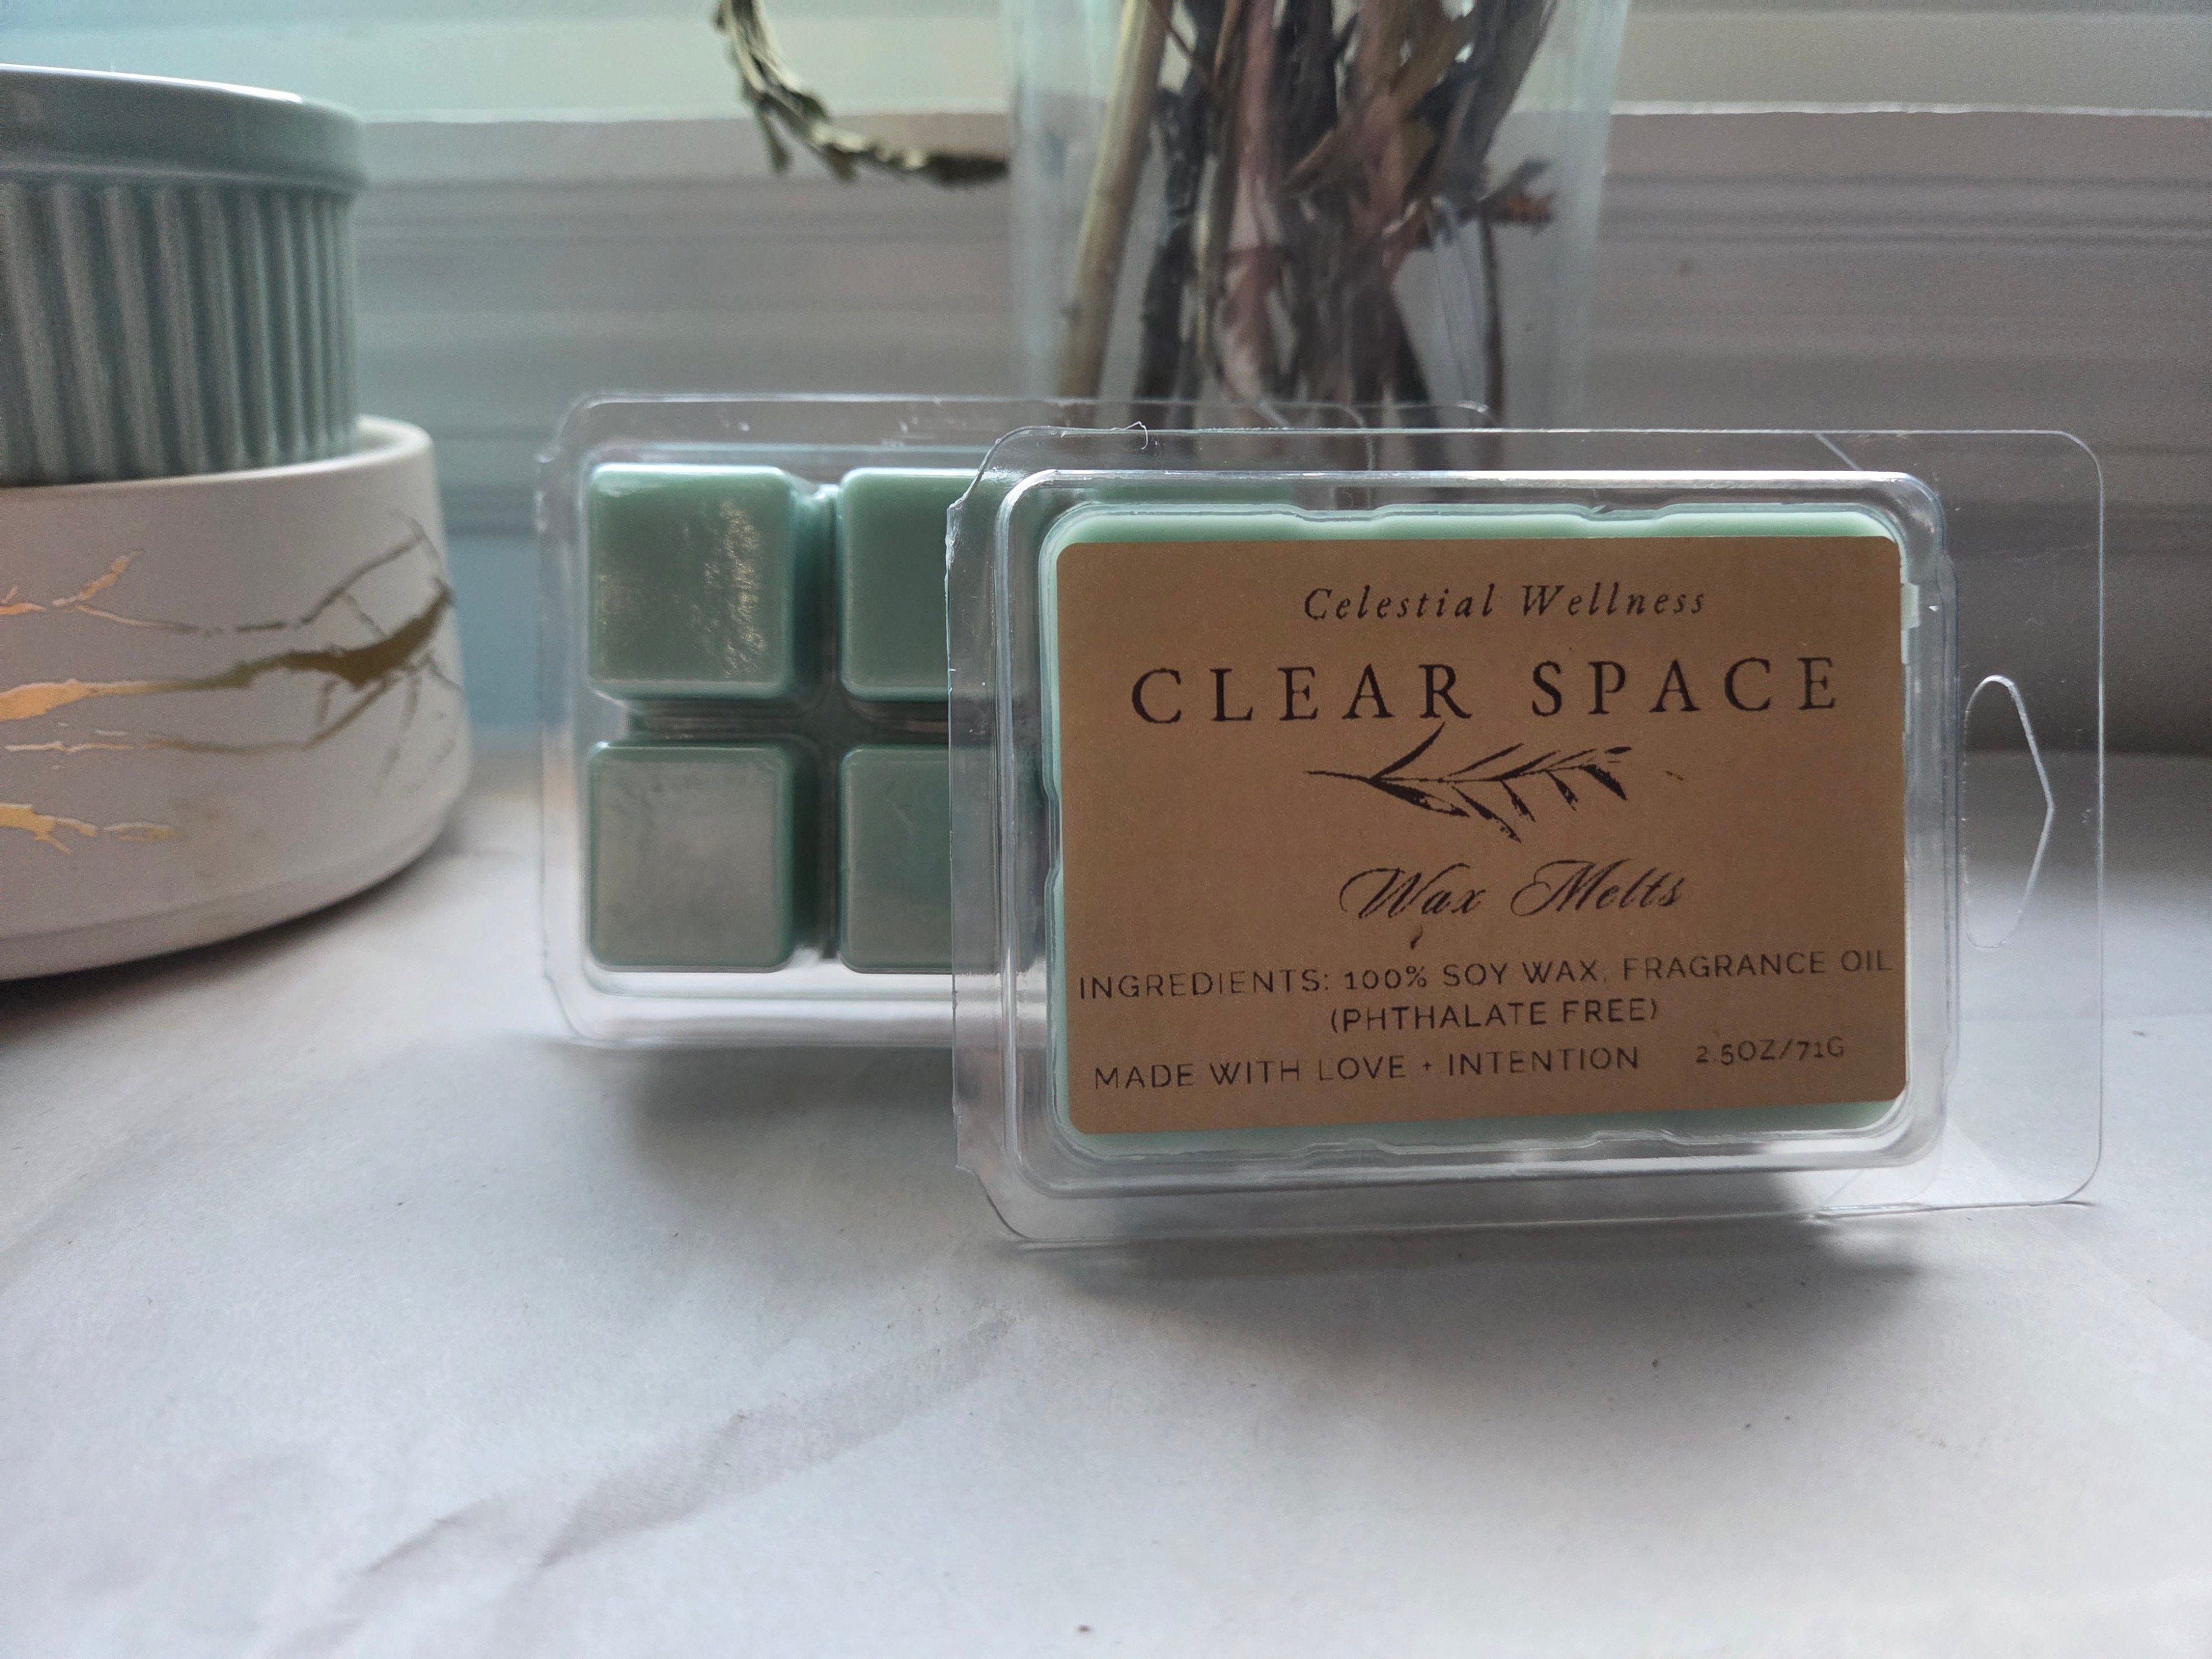 Celestial Wellness
CLEAR SPACE
Wax Melts
INGREDIENTS: 100% SOY WAX, FRAGRANCE OIL
(PHTHALATE FREE)
MADE WITH LOVE + INTENTION 2.5OZ/71G